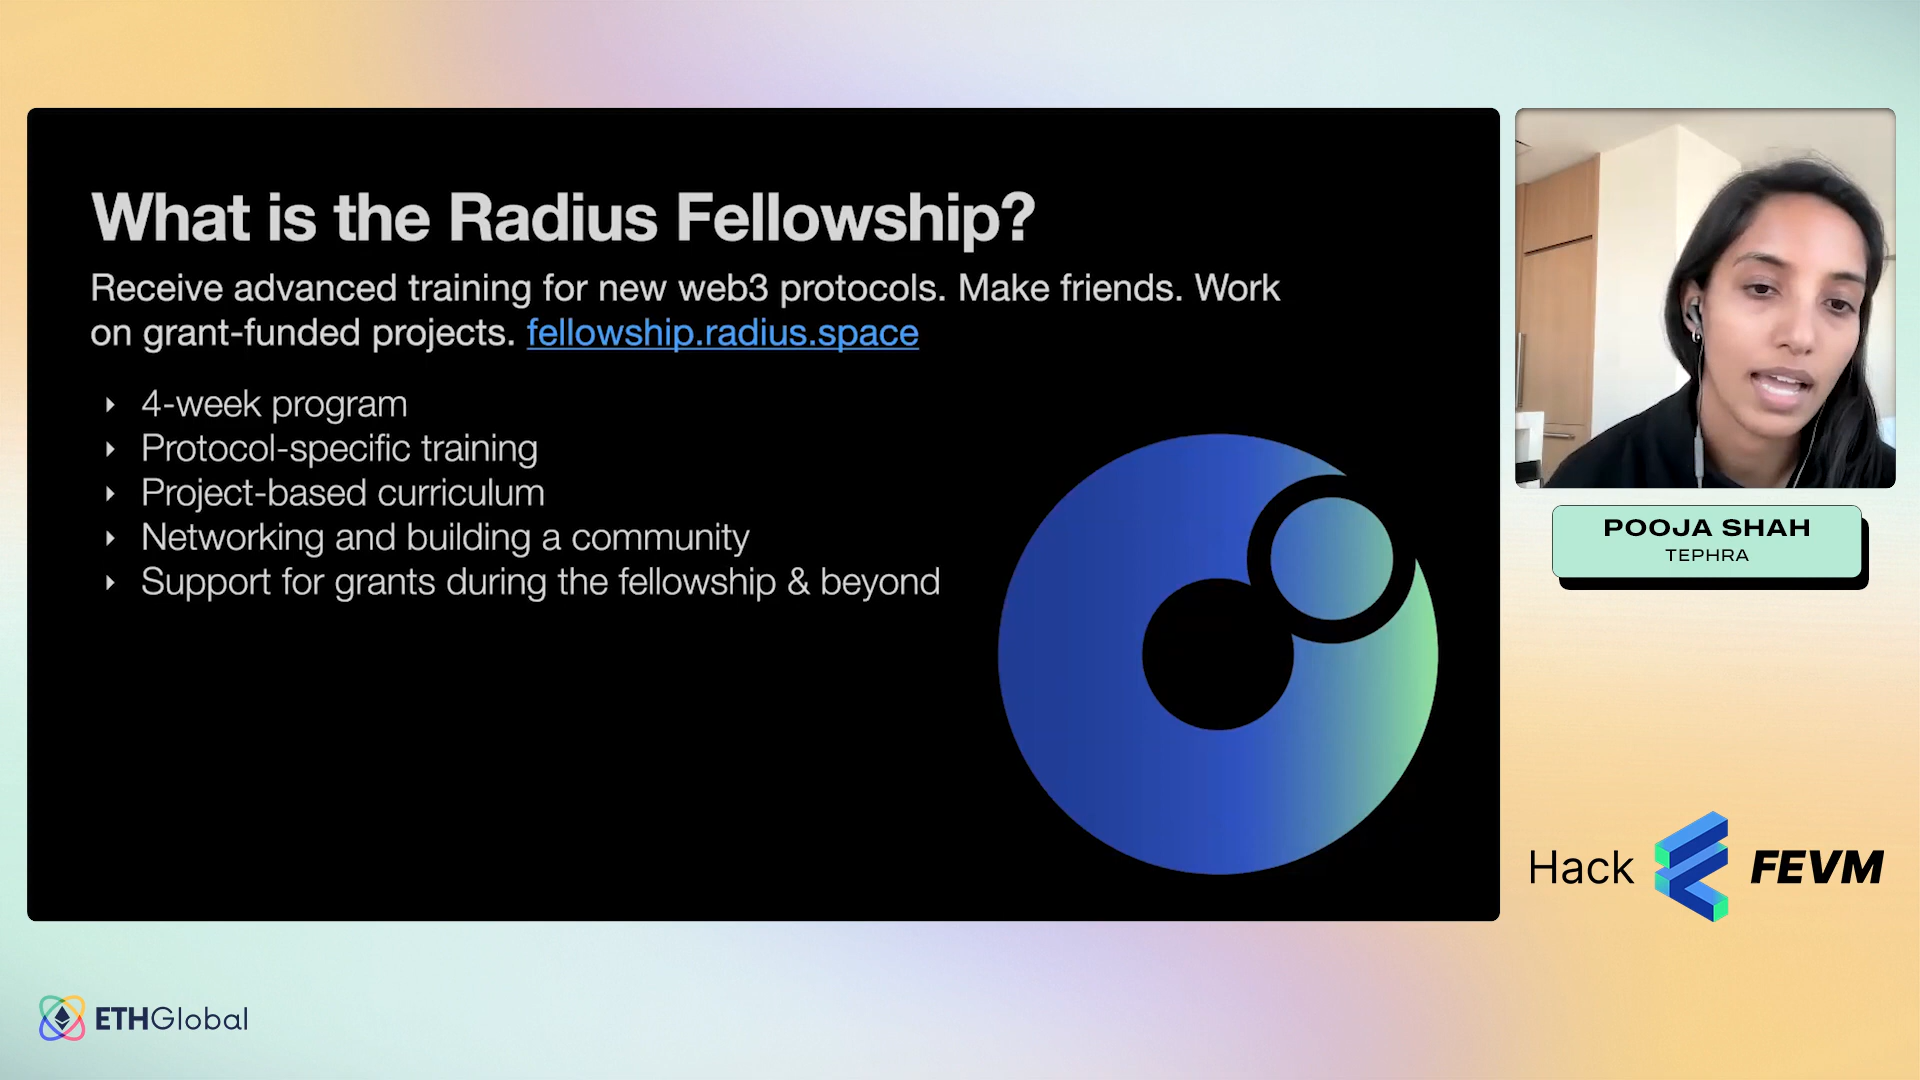 What is the Radius Fellowship?
Receive advanced training for new web3 protocols. Make friends. Work
on grant-funded projects. fellowship.radius.space
4-week program
Protocol-specific training
Project-based curriculum
Networking and building a community
Support for grants during the fellowship & beyond
POOJA SHAH
TEPHRA
Hack FEVM
ETHGlobal